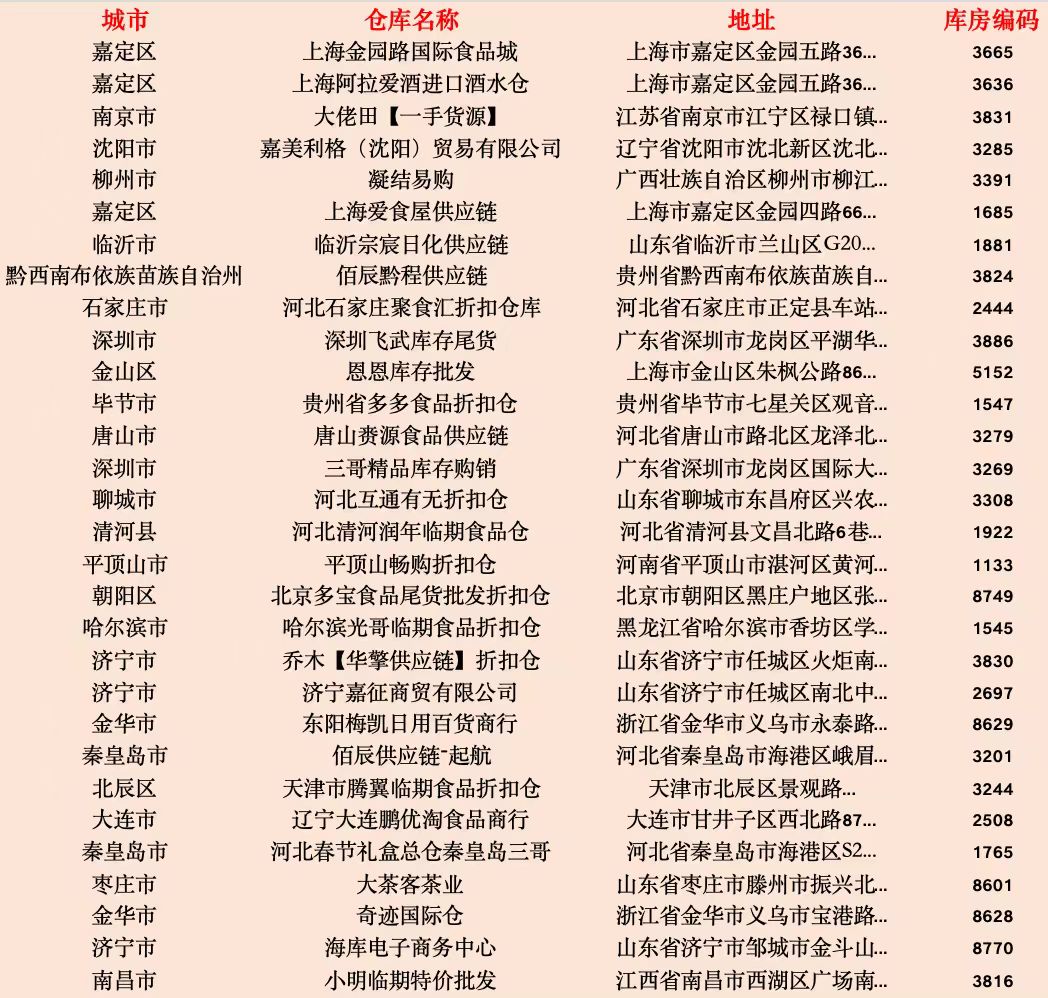 城市 仓库名称 地址 库房编码
嘉定区 上海金园路国际食品城 上海市嘉定区金园五路36... 3665
嘉定区 上海阿拉爱酒进口酒水仓 上海市嘉定区金园五路36... 3636
南京市 大佬田【一手货源】 江苏省南京市江宁区禄口镇... 3831
沈阳市 嘉美利格（沈阳）贸易有限公司 辽宁省沈阳市沈北新区沈北... 3285
柳州市 凝结易购 广西壮族自治区柳州市柳江... 3391
嘉定区 上海爱食屋供应链 上海市嘉定区金园四路66... 1685
临沂市 临沂宗宸日化供应链 山东省临沂市兰山区G20... 1881
黔西南布依族苗族自治州 佰辰黔程供应链 贵州省黔西南布依族苗族自... 3824
石家庄市 河北石家庄聚食汇折扣仓库 河北省石家庄市正定县车站... 2444
深圳市 深圳飞武库存尾货 广东省深圳市龙岗区平湖华... 3886
金山区 恩恩库存批发 上海市金山区朱枫公路86... 5152
毕节市 贵州省多多食品折扣仓 贵州省毕节市七星关区观音... 1547
唐山市 唐山赉源食品供应链 河北省唐山市路北区龙泽北... 3279
深圳市 三哥精品库存购销 广东省深圳市龙岗区国际大... 3269
聊城市 河北互通有无折扣仓 山东省聊城市东昌府区兴农... 3308
清河县 河北清河润年临期食品仓 河北省清河县文昌北路6巷... 1922
平顶山市 平顶山畅购折扣仓 河南省平顶山市湛河区黄河... 1133
朝阳区 北京多宝食品尾货批发折扣仓 北京市朝阳区黑庄户地区张... 8749
哈尔滨市 哈尔滨光哥临期食品折扣仓 黑龙江省哈尔滨市香坊区学... 1545
济宁市 乔木【华擎供应链】折扣仓 山东省济宁市任城区火炬南... 3830
济宁市 济宁嘉征商贸有限公司 山东省济宁市任城区南北中... 2697
金华市 东阳梅凯日用百货商行 浙江省金华市义乌市永泰路... 8629
秦皇岛市 佰辰供应链-起航 河北省秦皇岛市海港区峨眉... 3201
北辰区 天津市腾翼临期食品折扣仓 天津市北辰区景观路... 3244
大连市 辽宁大连鹏优淘食品商行 大连市甘井子区西北路87... 2508
秦皇岛市 河北春节礼盒总仓秦皇岛三哥 河北省秦皇岛市海港区S2... 1765
枣庄市 大茶客茶业 山东省枣庄市滕州市振兴北... 8601
金华市 奇迹国际仓 浙江省金华市义乌市宝港路... 8628
济宁市 海库电子商务中心 山东省济宁市邹城市金斗山... 8770
南昌市 小明临期特价批发 江西省南昌市西湖区广场南... 3816